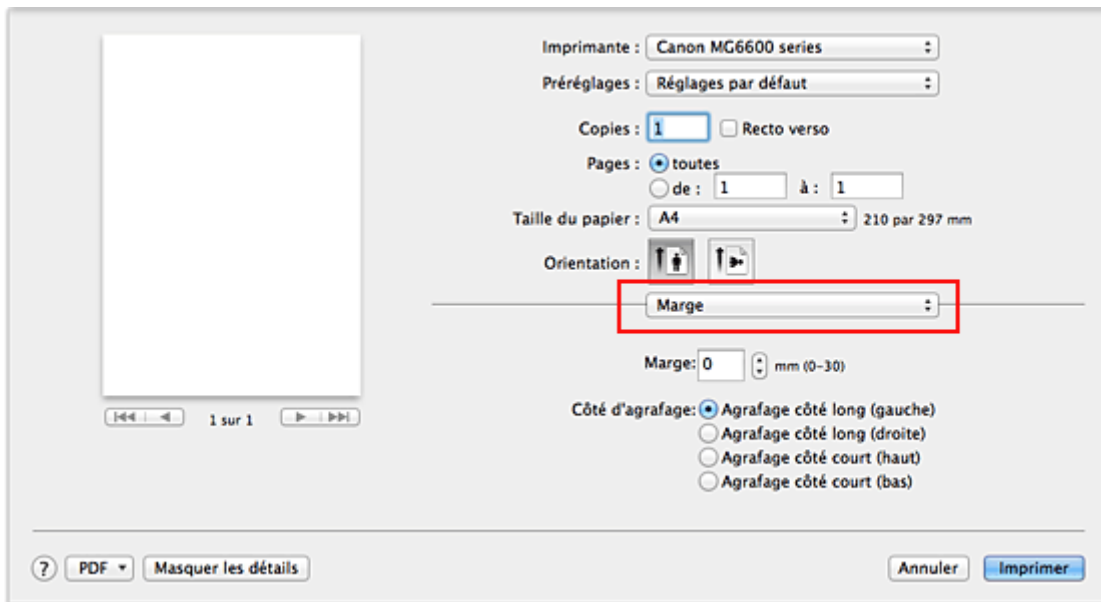 Imprimante : Canon MG6600 series
Préréglages : Réglages par défaut
Copies : 1 Recto verso
Pages : toutes
de : 1 à : 1
Taille du papier : A4 210 par 297 mm
Orientation :
Marge
Marge: 0 mm (0-30)
Côté d'agrafage: Agrafage côté long (gauche)
Agrafage côté long (droite)
Agrafage côté court (haut)
Agrafage côté court (bas)
1 sur 1
? PDF Masquer les détails Annuler Imprimer